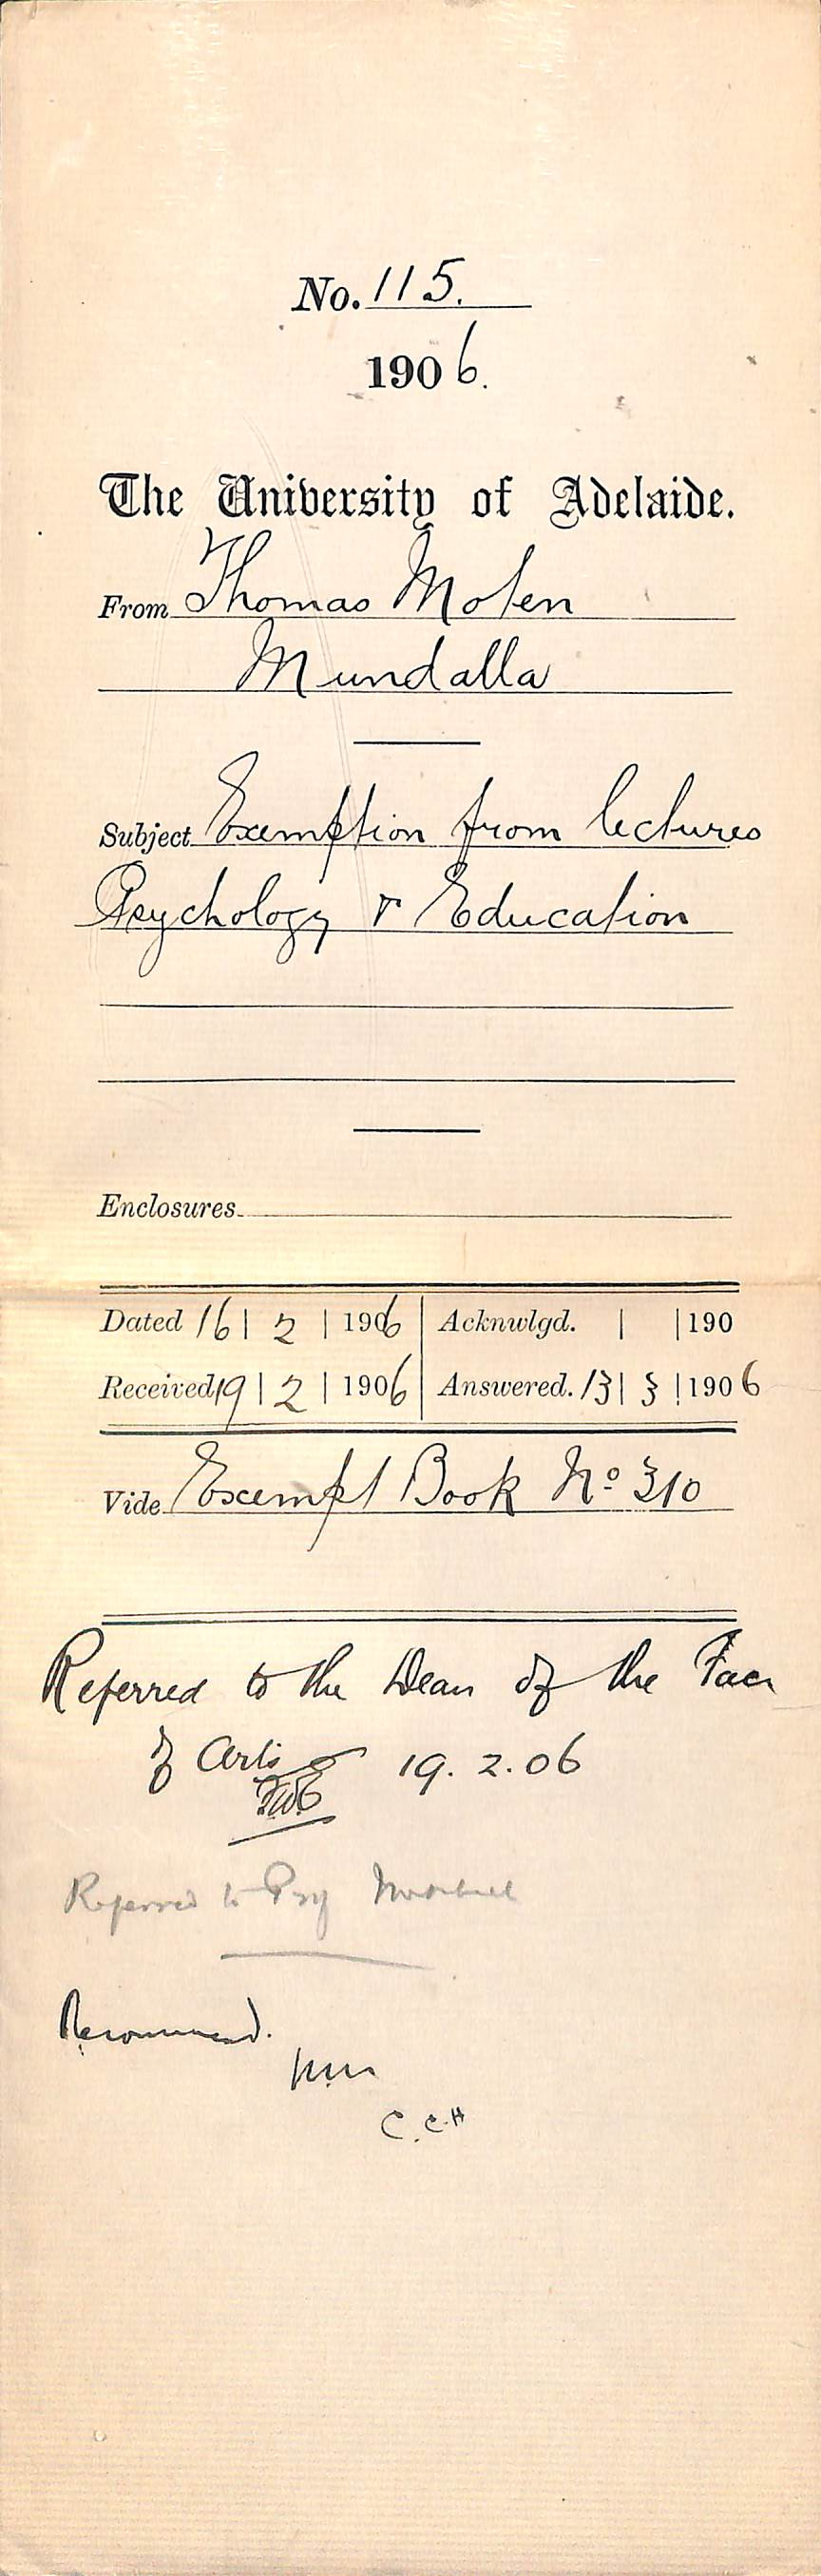 No. 115.
1906.
The University of Adelaide.
From Thomas Molen
Mundalla
Subject Exemption from lectures
Psychology & Education
Enclosures
Dated 16 | 2 | 1906 | Acknwlgd. | | 190
Received 19 | 2 | 1906 | Answered. 13 | 3 | 1906
Vide Exempt Book No 310
Referred to the Dean of the Fac
of Arts 19.2.06
Referred to
Recommend.
C.C.H